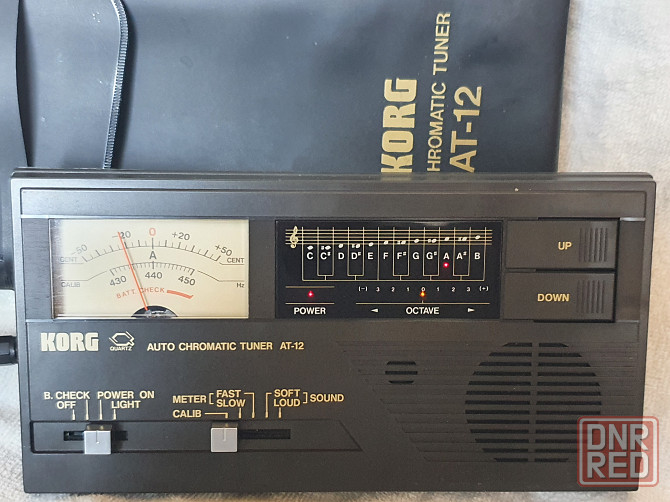 KORG
CHROMATIC TUNER
AT-12
-50 -20 0 +20 +50
CENT A CENT
CALIB 430 440 450 Hz
BATT. CHECK
C C# D D# E F F# G G# A A# B
(-) 3 2 1 0 1 2 3 (+)
POWER ◄ OCTAVE ►
UP
DOWN
KORG QUARTZ AUTO CHROMATIC TUNER AT-12
B. CHECK POWER ON
OFF LIGHT
METER FAST SOFT SOUND
SLOW LOUD
CALIB
DNR
RED